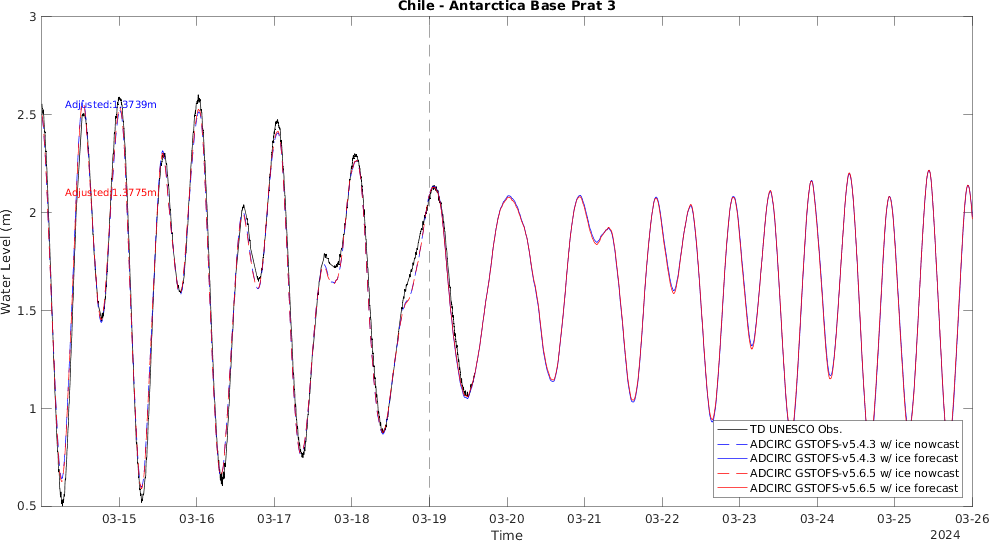 Chile - Antarctica Base Prat 3
3
2.5
2
1.5
1
0.5
Water Level (m)
Adjusted:1.3739m
Adjusted:1.3775m
TD UNESCO Obs.
ADCIRC GSTOFS-v5.4.3 w/ ice nowcast
ADCIRC GSTOFS-v5.4.3 w/ ice forecast
ADCIRC GSTOFS-v5.6.5 w/ ice nowcast
ADCIRC GSTOFS-v5.6.5 w/ ice forecast
03-15 03-16 03-17 03-18 03-19 03-20 03-21 03-22 03-23 03-24 03-25 03-26
Time
2024